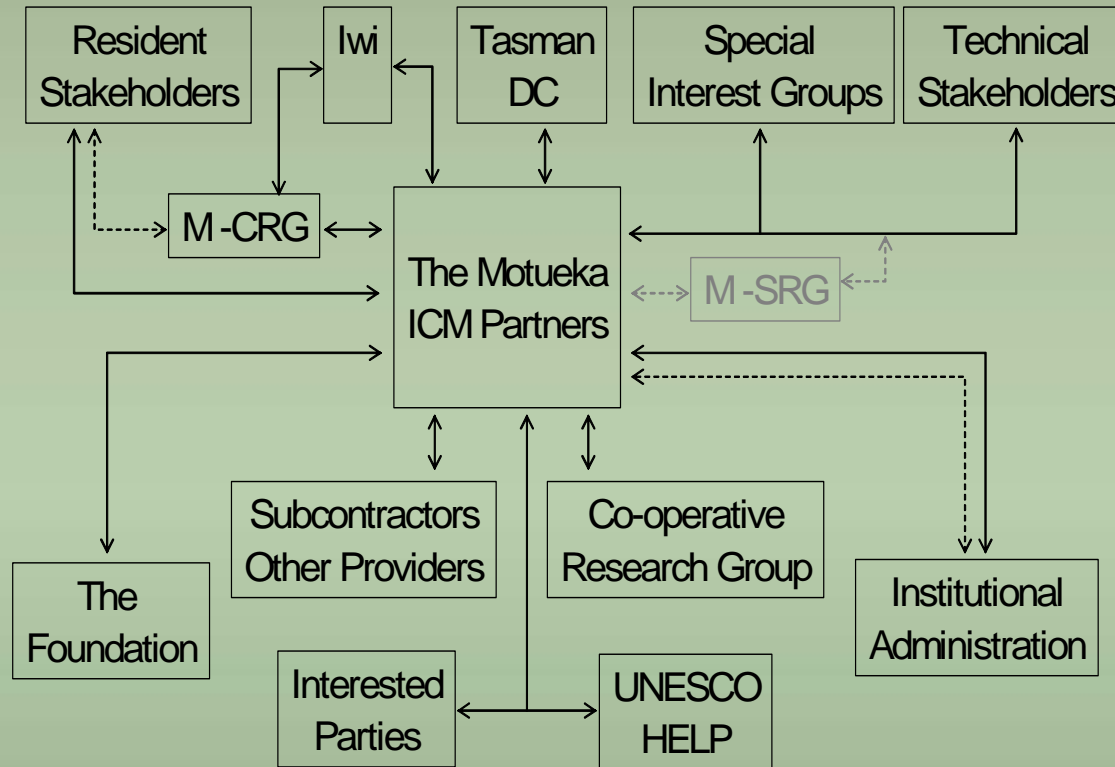 Resident
Stakeholders
Iwi
Tasman
DC
Special
Interest Groups
Technical
Stakeholders
M-CRG
The Motueka
ICM Partners
M-SRG
Subcontractors
Other Providers
Co-operative
Research Group
The
Foundation
Institutional
Administration
Interested
Parties
UNESCO
HELP